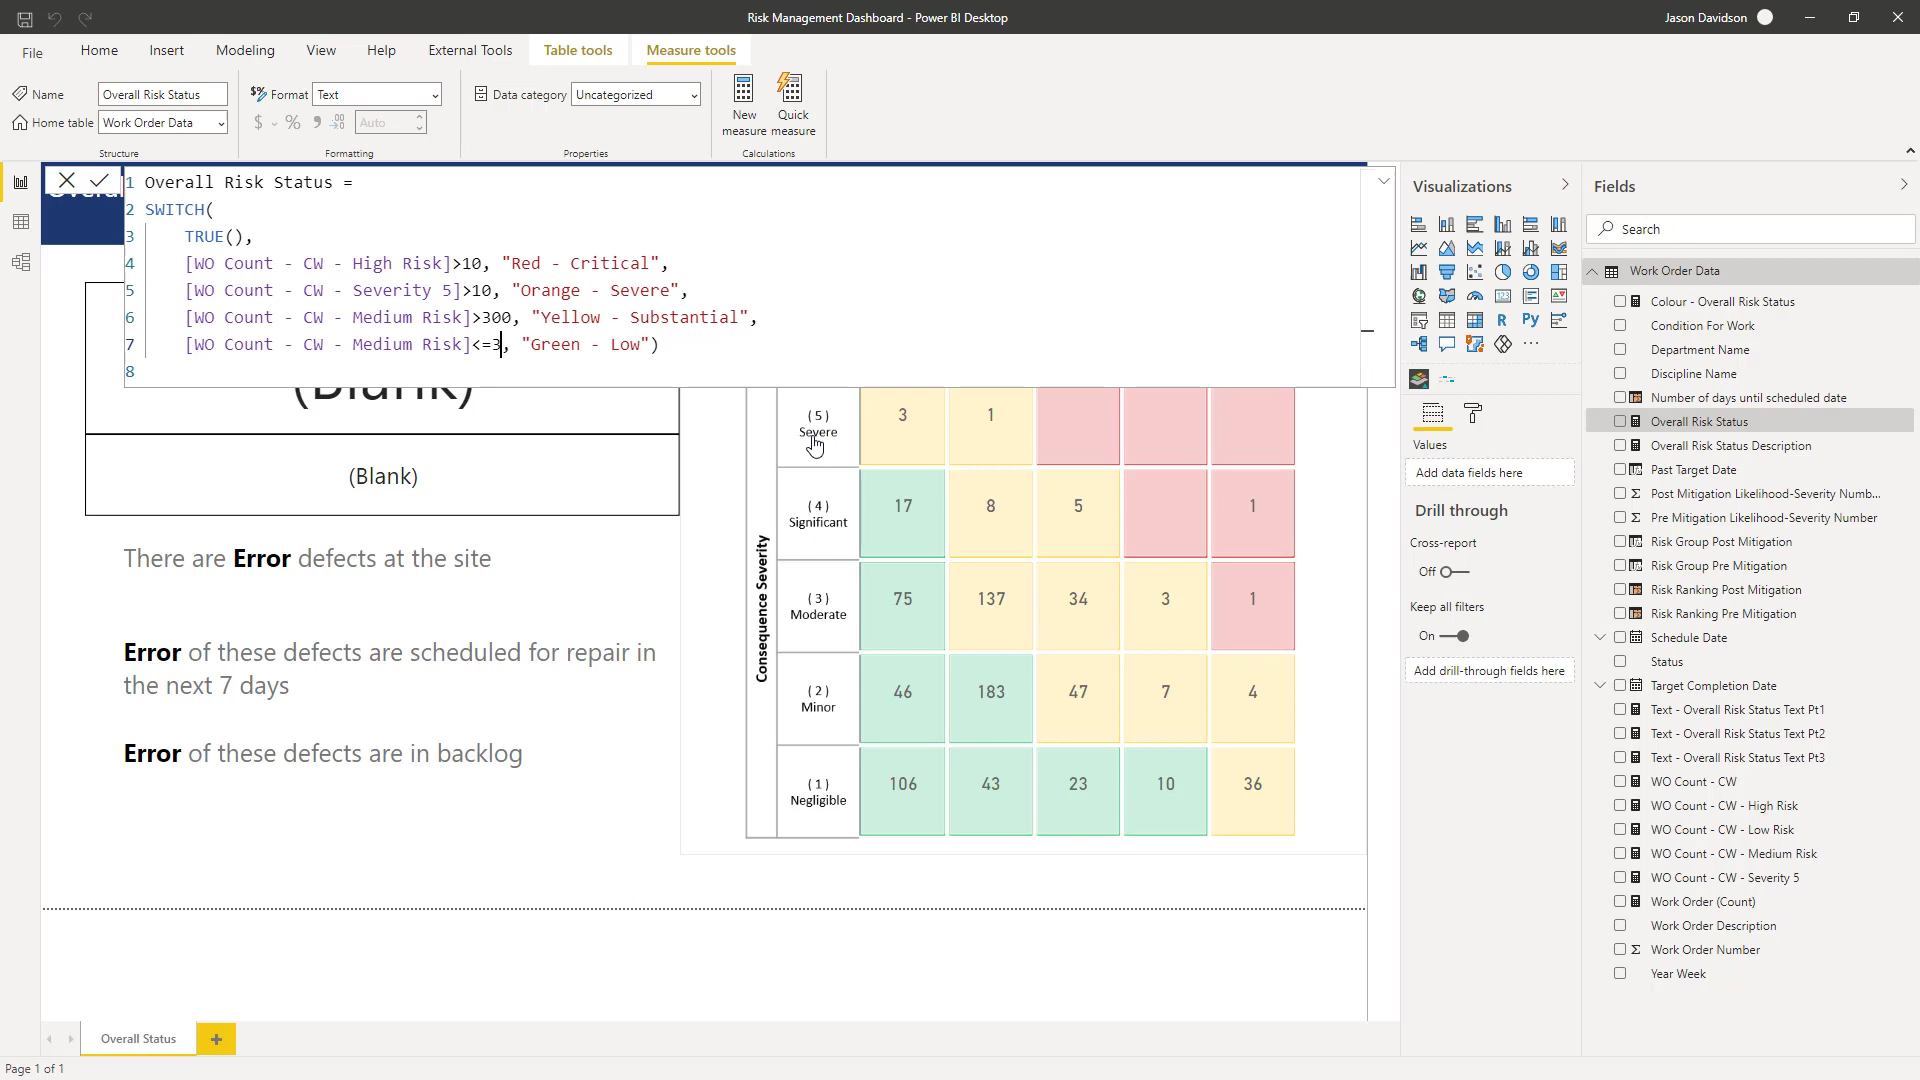 Risk Management Dashboard - Power BI Desktop
Jason Davidson
File
Home
Insert
Modeling
View
Help
External Tools
Table tools
Measure tools
Name
Overall Risk Status
Home table
Work Order Data
Structure
Format
Text
$
%
Auto
Formatting
Data category
Uncategorized
Properties
New measure
Quick measure
Calculations
1 Overall Risk Status =
2 SWITCH(
3 TRUE(),
4 [WO Count - CW - High Risk]>10, "Red - Critical",
5 [WO Count - CW - Severity 5]>10, "Orange - Severe",
6 [WO Count - CW - Medium Risk]>300, "Yellow - Substantial",
7 [WO Count - CW - Medium Risk]<=3, "Green - Low")
8
(Blank)
(Blank)
There are Error defects at the site
Error of these defects are scheduled for repair in
the next 7 days
Error of these defects are in backlog
Consequence Severity
(5)
Severe
3 1
(4)
Significant
17 8 5 1
(3)
Moderate
75 137 34 3 1
(2)
Minor
46 183 47 7 4
(1)
Negligible
106 43 23 10 36
Overall Status
Page 1 of 1
Visualizations
R
Py
Values
Add data fields here
Drill through
Cross-report
Off
Keep all filters
On
Add drill-through fields here
Fields
Search
Work Order Data
Colour - Overall Risk Status
Condition For Work
Department Name
Discipline Name
Number of days until scheduled date
Overall Risk Status
Overall Risk Status Description
Past Target Date
Post Mitigation Likelihood-Severity Numb...
Pre Mitigation Likelihood-Severity Number
Risk Group Post Mitigation
Risk Group Pre Mitigation
Risk Ranking Post Mitigation
Risk Ranking Pre Mitigation
Schedule Date
Status
Target Completion Date
Text - Overall Risk Status Text Pt1
Text - Overall Risk Status Text Pt2
Text - Overall Risk Status Text Pt3
WO Count - CW
WO Count - CW - High Risk
WO Count - CW - Low Risk
WO Count - CW - Medium Risk
WO Count - CW - Severity 5
Work Order (Count)
Work Order Description
Work Order Number
Year Week